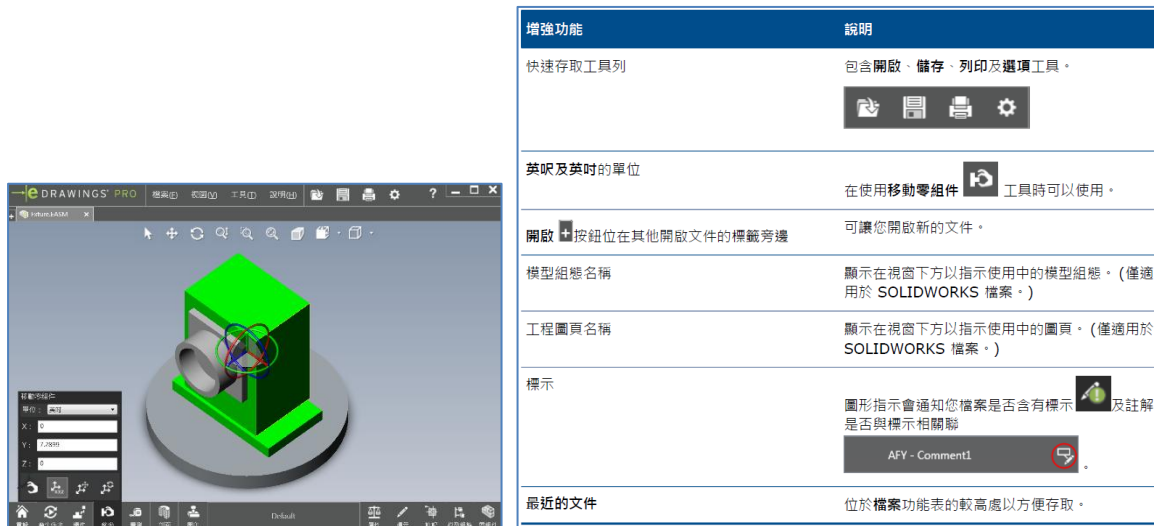 增強功能 說明
快速存取工具列 包含開啟、儲存、列印及選項工具。
英呎及英吋的單位 在使用移動零組件 工具時可以使用。
開啟 按鈕位在其他開啟文件的標籤旁邊 可讓您開啟新的文件。
模型組態名稱 顯示在視窗下方以指示使用中的模型組態。(僅適
用於 SOLIDWORKS 檔案。)
工程圖頁名稱 顯示在視窗下方以指示使用中的圖頁。(僅適用於
SOLIDWORKS 檔案。)
標示 圖形指示會通知您檔案是否含有標示 及註解
是否與標示相關聯
AFY - Comment1 。
最近的文件 位於檔案功能表的較高處以方便存取。
eDRAWINGS® PRO 檔案(F) 視圖(V) 工具(T) 說明(H) ?
移動零組件
單位: 英吋
X: 0
Y: 7.2899
Z: 0
Default